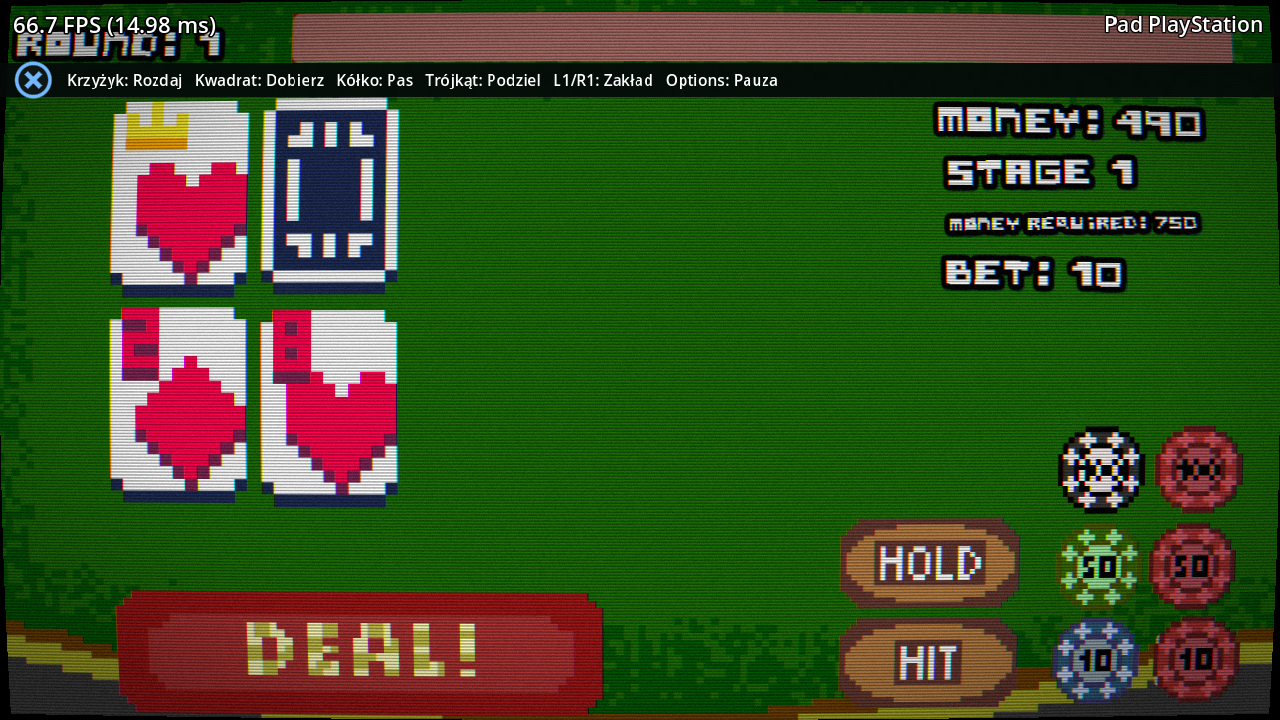 66.7 FPS (14.98 ms)
Pad PlayStation
ROUND: 1
Krzyżyk: Rozdaj Kwadrat: Dobierz Kółko: Pas Trójkąt: Podziel L1/R1: Zakład Options: Pauza
MONEY: 490
STAGE 1
MONEY REQUIRED: 750
BET: 10
8
HOLD
50 50
DEAL!
HIT
10 10